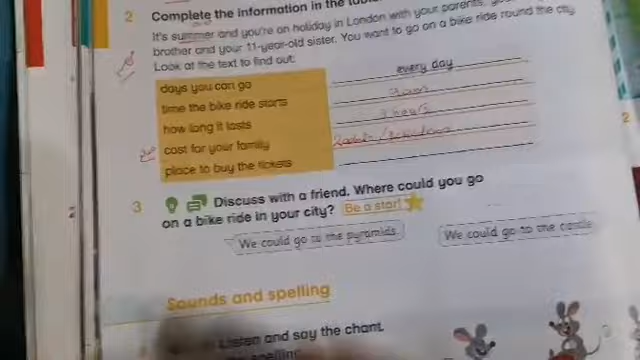 2 Complete the information in the
It's summer and you're on holiday in London with your parents,
brother and your 11-year-old sister. You want to go on a bike ride round the city.
Look at the text to find out:
days you can go every day
time the bike ride starts
how long it lasts hours
cost for your family
place to buy the tickets
3 Discuss with a friend. Where could you go
on a bike ride in your city? Be a star!
We could go to the pyramids.
We could go to the castle.
Sounds and spelling
Listen and say the chant.
2